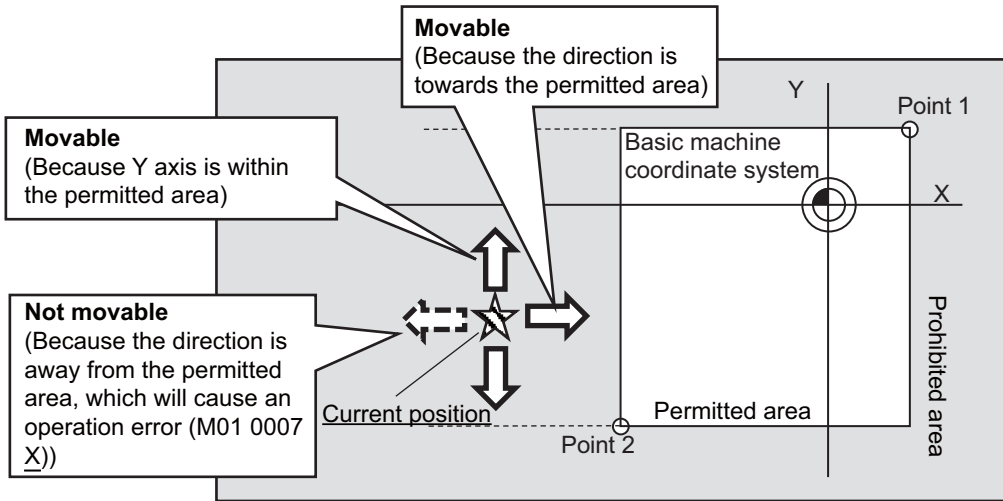 Movable
(Because the direction is
towards the permitted area)
Movable
(Because Y axis is within
the permitted area)
Not movable
(Because the direction is
away from the permitted
area, which will cause an
operation error (M01 0007
X))
Y
Point 1
Basic machine
coordinate system
X
Current position
Permitted area
Point 2
Prohibited area